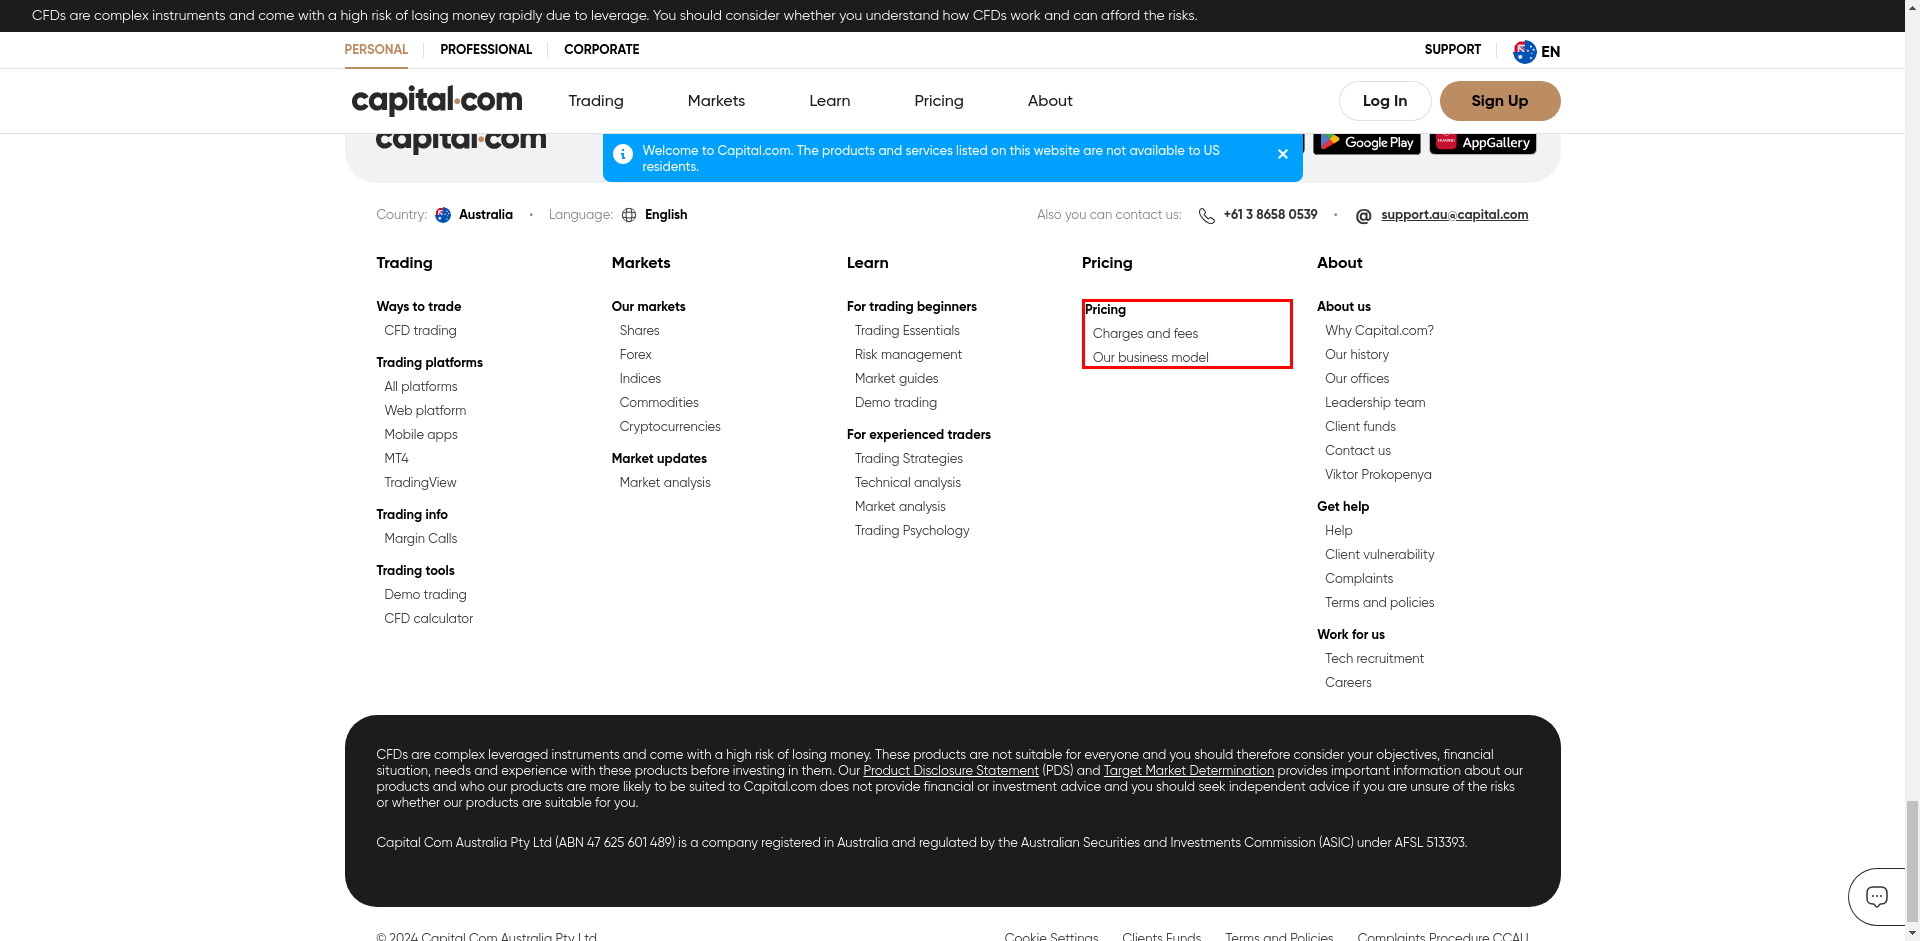 CFDs are complex instruments and come with a high risk of losing money rapidly due to leverage. You should consider whether you understand how CFDs work and can afford the risks.
PERSONAL
PROFESSIONAL
CORPORATE
SUPPORT
EN
capital.com
Trading
Markets
Learn
Pricing
About
Log In
Sign Up
capital.com
Welcome to Capital.com. The products and services listed on this website are not available to US
residents.
Google Play
AppGallery
Country: Australia
Language: English
Also you can contact us:
+61 3 8658 0539
support.au@capital.com
Trading
Ways to trade
CFD trading
Trading platforms
All platforms
Web platform
Mobile apps
MT4
TradingView
Trading info
Margin Calls
Trading tools
Demo trading
CFD calculator
Markets
Our markets
Shares
Forex
Indices
Commodities
Cryptocurrencies
Market updates
Market analysis
Learn
For trading beginners
Trading Essentials
Risk management
Market guides
Demo trading
For experienced traders
Trading Strategies
Technical analysis
Market analysis
Trading Psychology
Pricing
Pricing
Charges and fees
Our business model
About
About us
Why Capital.com?
Our history
Our offices
Leadership team
Client funds
Contact us
Viktor Prokopenya
Get help
Help
Client vulnerability
Complaints
Terms and policies
Work for us
Tech recruitment
Careers
CFDs are complex leveraged instruments and come with a high risk of losing money. These products are not suitable for everyone and you should therefore consider your objectives, financial
situation, needs and experience with these products before investing in them. Our Product Disclosure Statement (PDS) and Target Market Determination provides important information about our
products and who our products are more likely to be suited to Capital.com does not provide financial or investment advice and you should seek independent advice if you are unsure of the risks
or whether our products are suitable for you.
Capital Com Australia Pty Ltd (ABN 47 625 601 489) is a company registered in Australia and regulated by the Australian Securities and Investments Commission (ASIC) under AFSL 513393.
© 2024 Capital Com Australia Pty Ltd
Cookie Settings
Clients Funds
Terms and Policies
Complaints Procedure CCAU